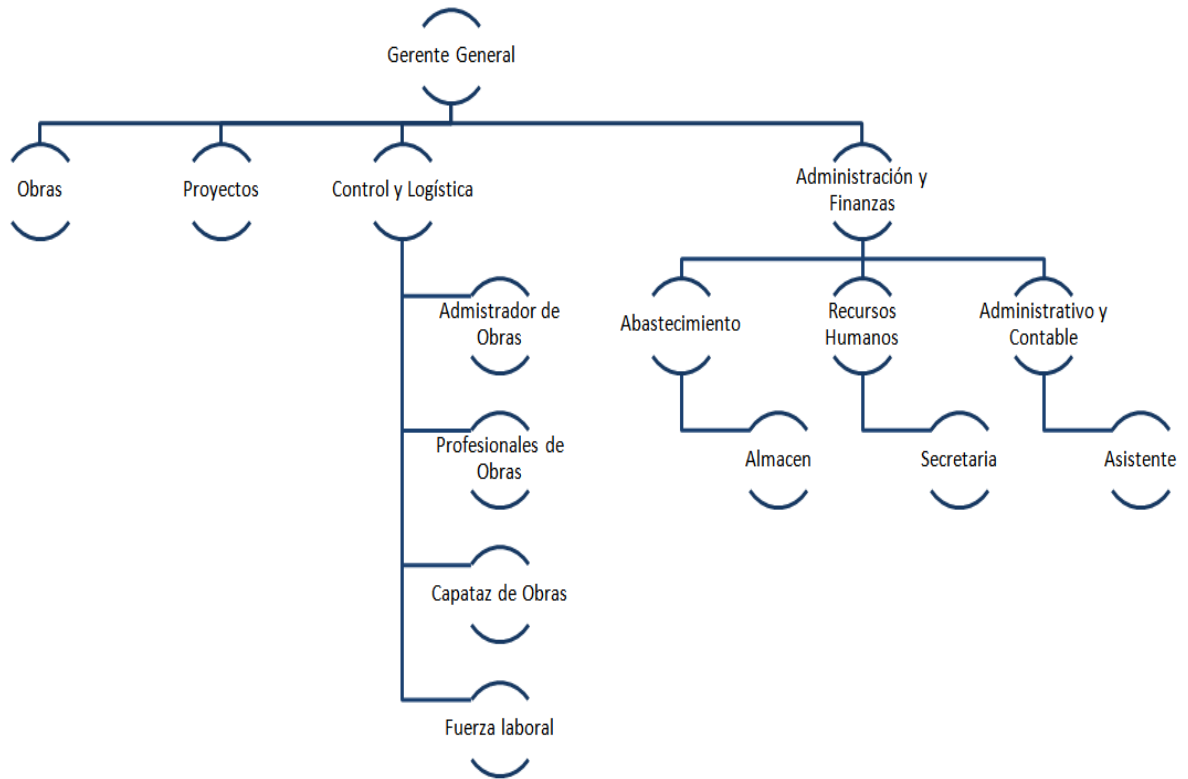 Gerente General
Obras
Proyectos
Control y Logística
Administración y
Finanzas
Admistrador de
Obras
Abastecimiento
Recursos
Humanos
Administrativo y
Contable
Profesionales de
Obras
Almacen
Secretaria
Asistente
Capataz de Obras
Fuerza laboral